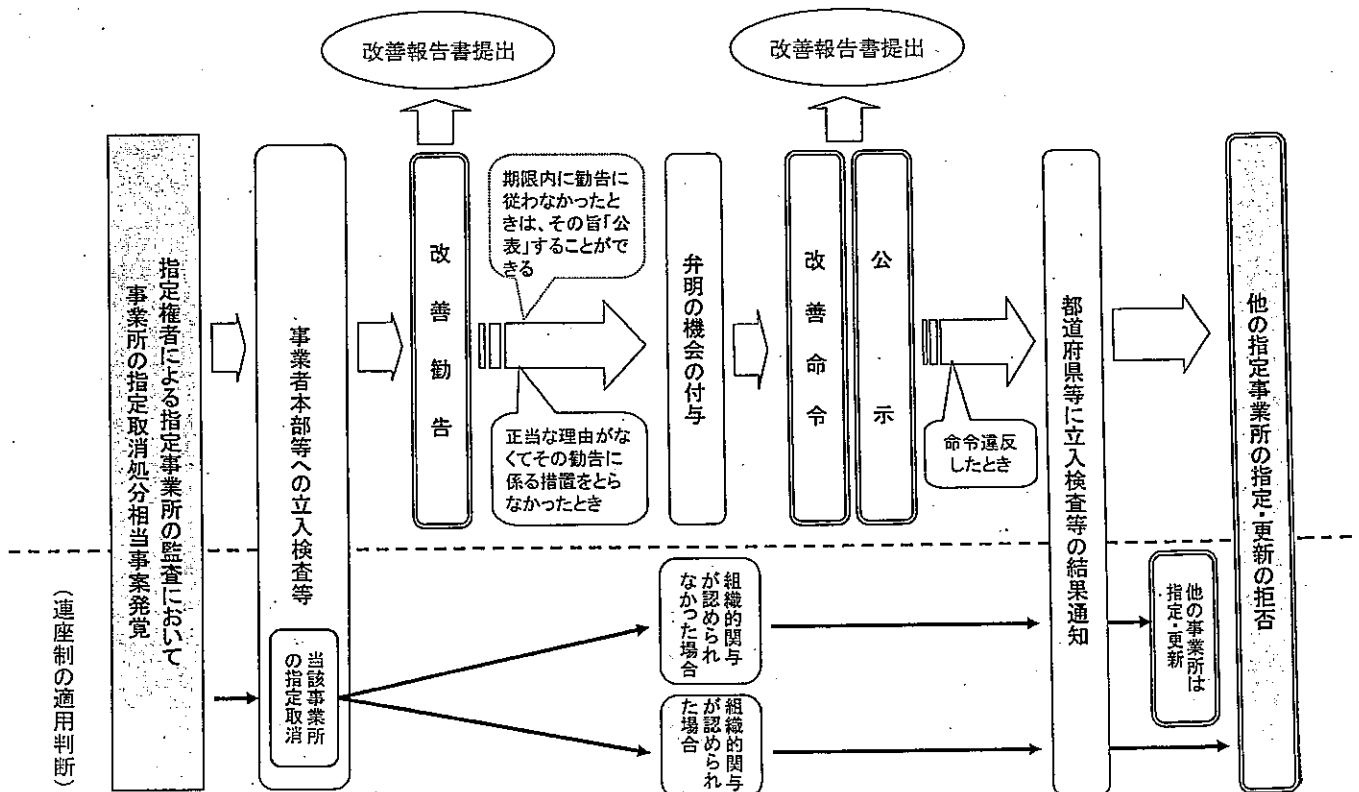 改善報告書提出
改善報告書提出
指定権者による指定事業所の監査において
事業所の指定取消処分相当事案発覚
事業者本部等への立入検査等
改善勧告
期限内に勧告に
従わなかったと
きは、その旨「公
表」することがで
きる
正当な理由がな
くてその勧告に
係る措置をとら
なかったとき
弁明の機会の付与
改善命令
公示
命令違反
したとき
都道府県等に立入検査等の結果通知
他の指定事業所の指定・更新の拒否
（連座制の適用判断）
当該事業所
の指定取消
組織的関与
が認められ
なかった場合
組織的関与
が認められ
た場合
他の事業所は
指定・更新